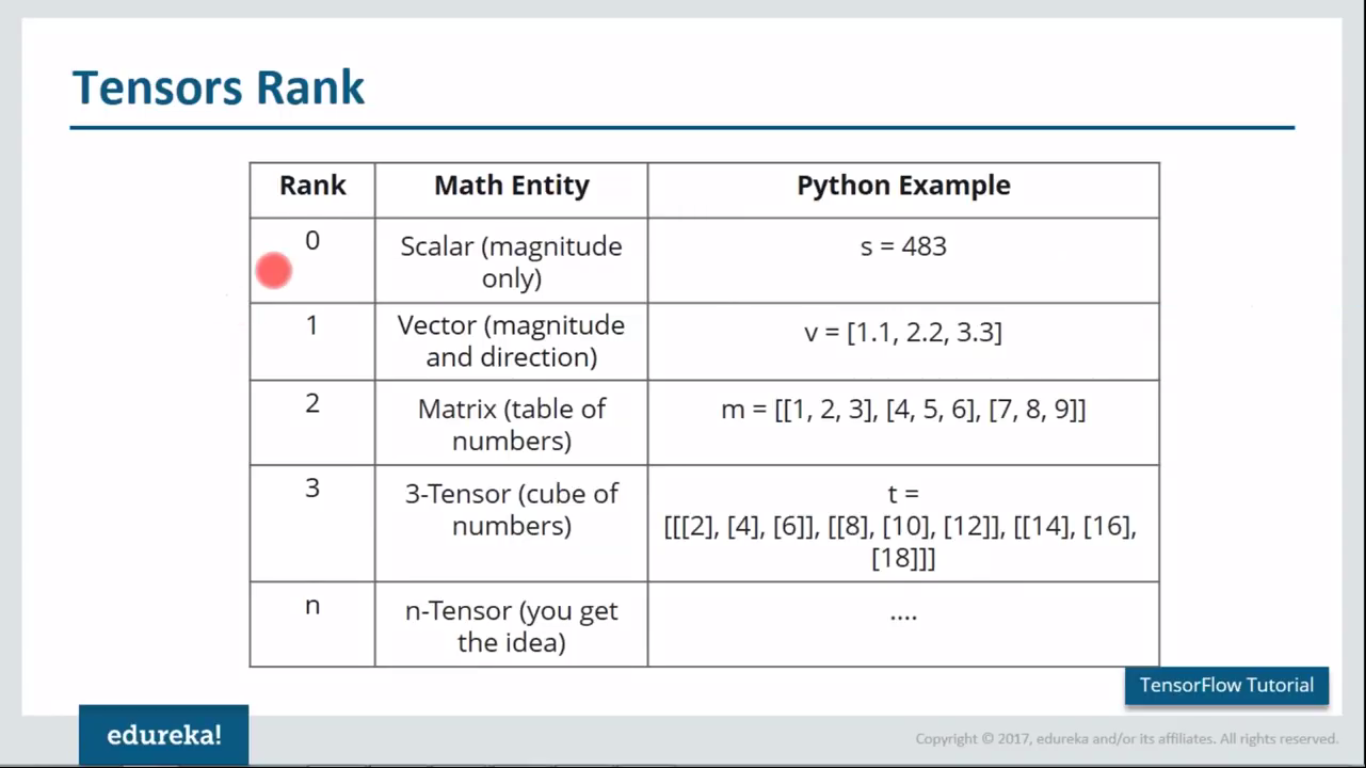 Tensors Rank
Rank Math Entity Python Example
0 Scalar (magnitude only) s = 483
1 Vector (magnitude and direction) v = [1.1, 2.2, 3.3]
2 Matrix (table of numbers) m = [[1, 2, 3], [4, 5, 6], [7, 8, 9]]
3 3-Tensor (cube of numbers) t = [[[2], [4], [6]], [[8], [10], [12]], [[14], [16], [18]]]
n n-Tensor (you get the idea) ....
TensorFlow Tutorial
edureka!
Copyright © 2017, edureka and/or its affiliates. All rights reserved.